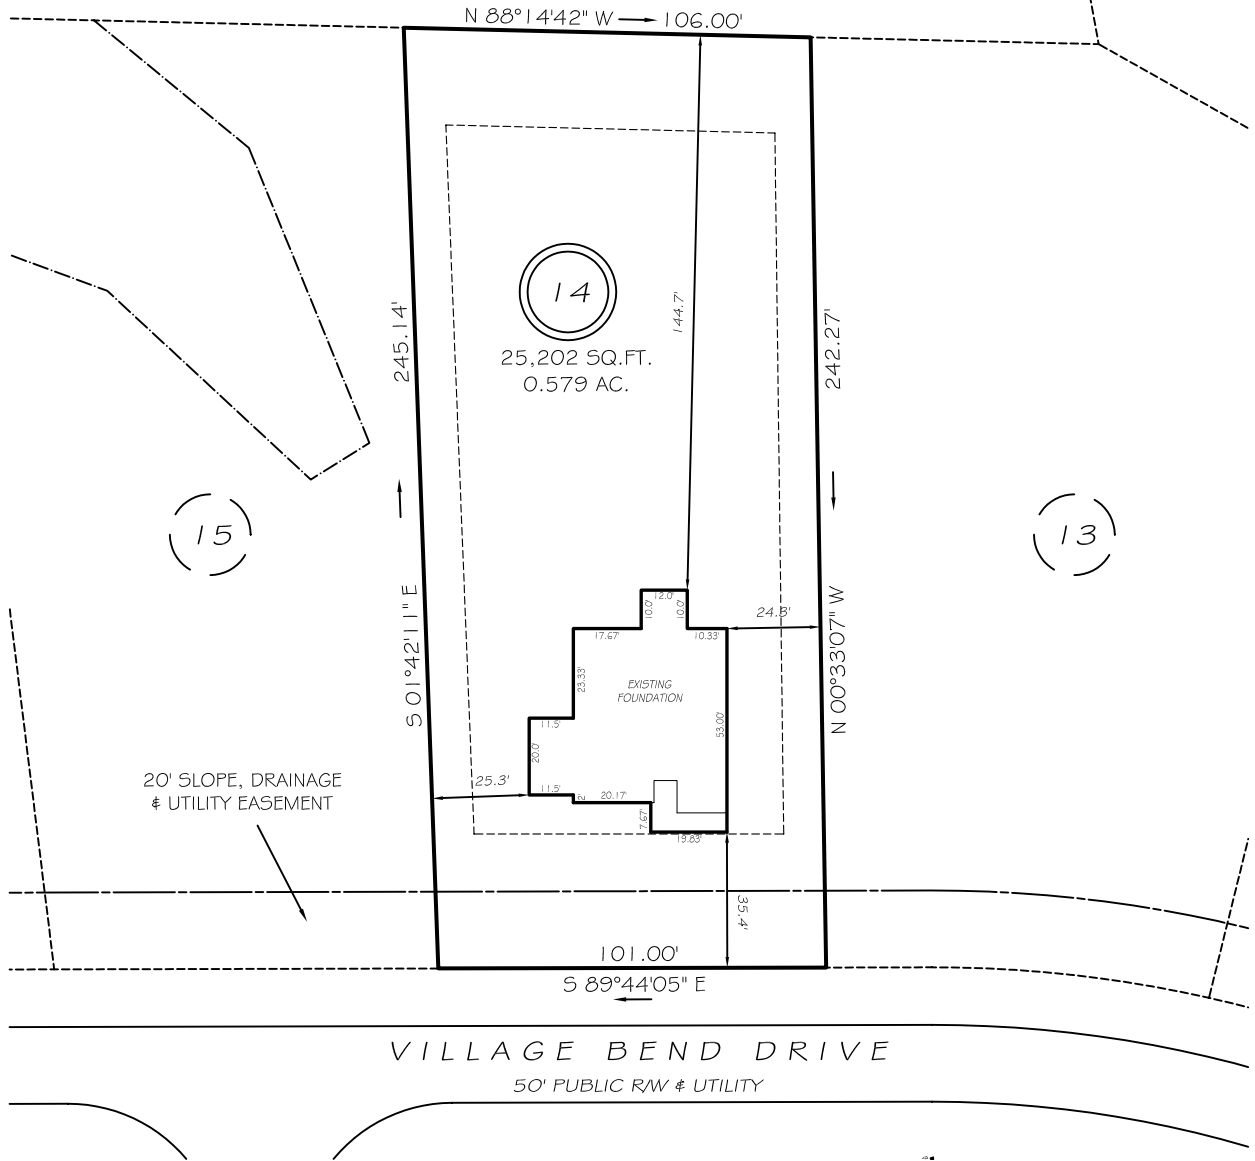 N 88°14'42" W 106.00'
14
25,202 SQ.FT.
0.579 AC.
245.14'
144.7'
242.27'
15
13
S 01°42'11" E
N 00°33'07" W
12.0'
10.0'
10.0'
17.67'
10.33'
24.8'
23.33'
EXISTING
FOUNDATION
53.00'
11.5'
20.0'
25.3'
11.5'
2'
20.17'
7.67'
19.83'
20' SLOPE, DRAINAGE
& UTILITY EASEMENT
35.4'
101.00'
S 89°44'05" E
VILLAGE BEND DRIVE
50' PUBLIC R/W & UTILITY